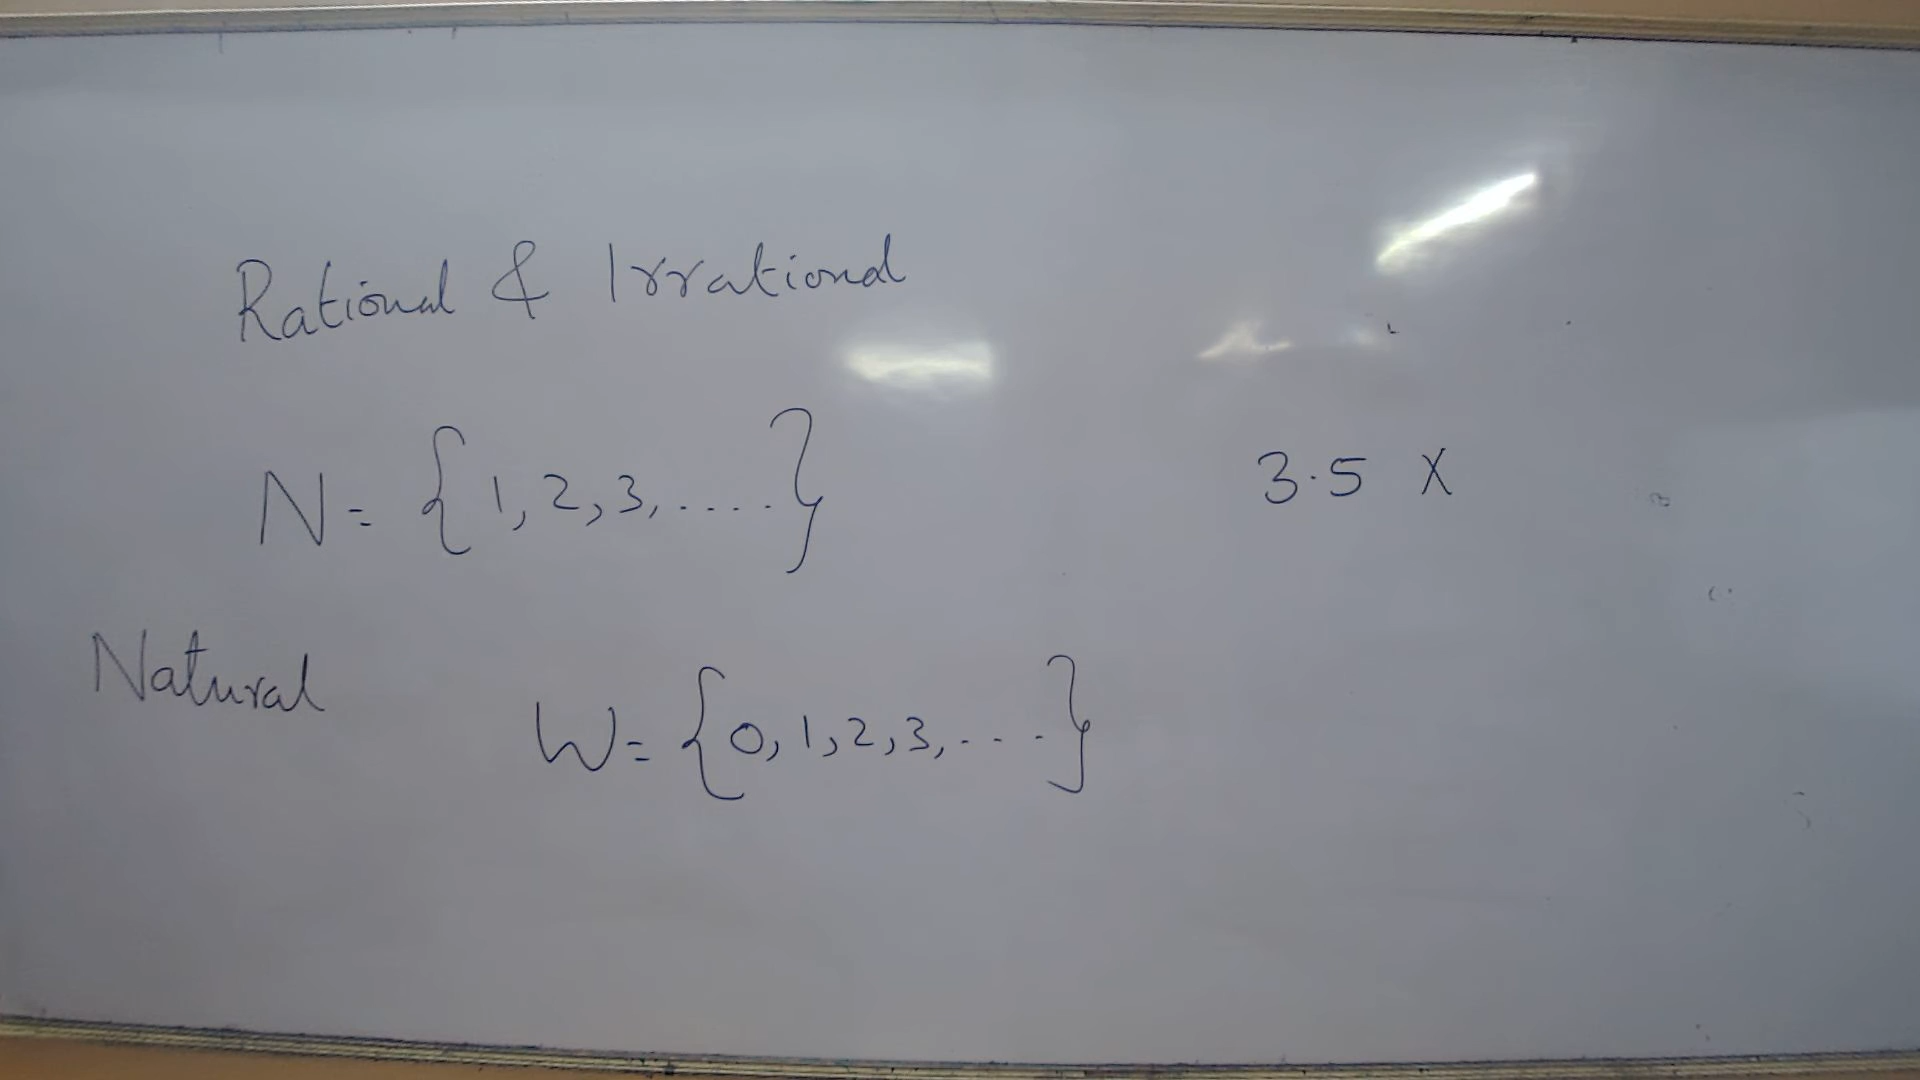 Rational & Irrational
N= {1,2,3,.....}
3.5 X
Natural
W= {0,1,2,3,....}